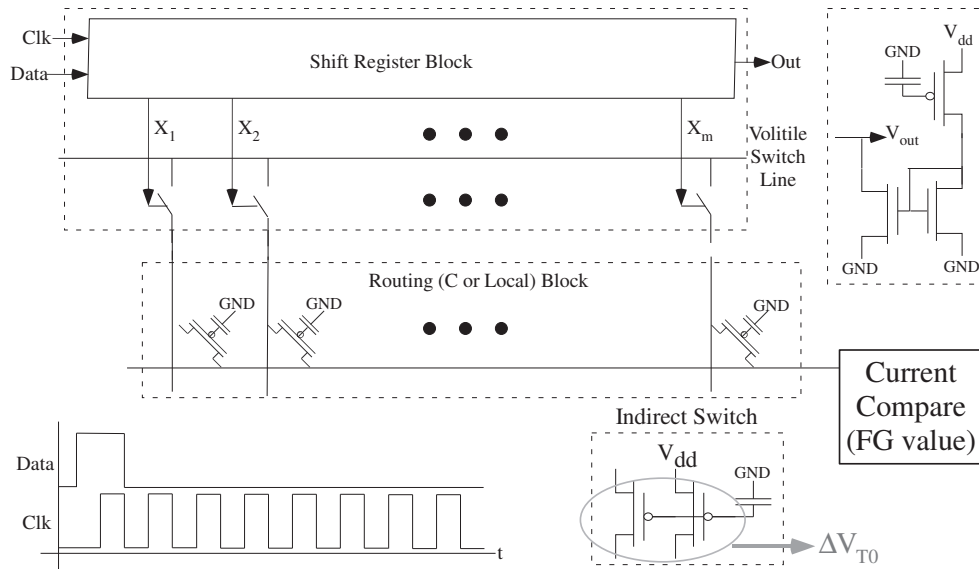 Clk
Data
Shift Register Block
Out
X1
X2
Xm
Volitile
Switch
Line
GND
Vdd
Vout
GND
GND
Routing (C or Local) Block
GND
GND
GND
Current
Compare
(FG value)
Indirect Switch
Vdd
GND
ΔVT0
Data
Clk
t